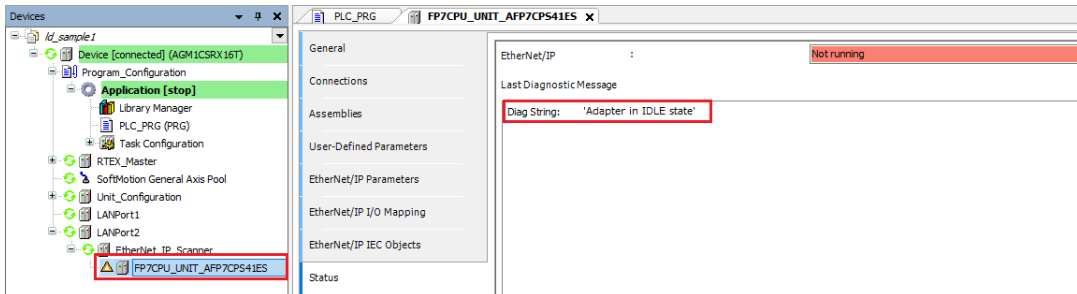 Devices
ld_sample1
Device [connected] (AGM1CSRX16T)
Program_Configuration
Application [stop]
Library Manager
PLC_PRG (PRG)
Task Configuration
RTEX_Master
SoftMotion General Axis Pool
Unit_Configuration
LANPort1
LANPort2
EtherNet_IP_Scanner
FP7CPU_UNIT_AFP7CPS41ES
PLC_PRG
FP7CPU_UNIT_AFP7CPS41ES
General
Connections
Assemblies
User-Defined Parameters
EtherNet/IP Parameters
EtherNet/IP I/O Mapping
EtherNet/IP IEC Objects
Status
EtherNet/IP : Not running
Last Diagnostic Message
Diag String: 'Adapter in IDLE state'